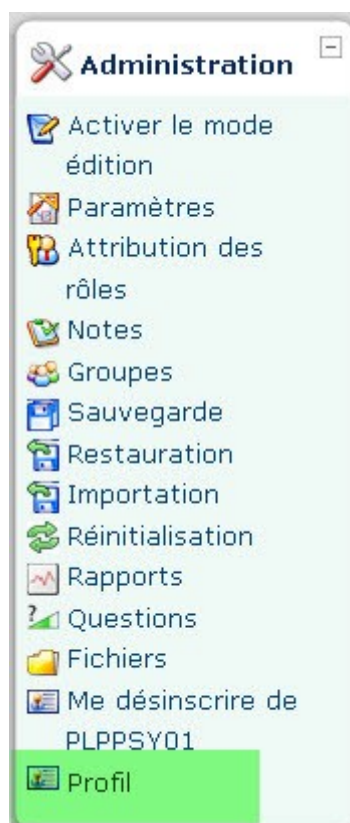 Administration
Activer le mode
édition
Paramètres
Attribution des
rôles
Notes
Groupes
Sauvegarde
Restauration
Importation
Réinitialisation
Rapports
Questions
Fichiers
Me désinscrire de
PLPPSY01
Profil